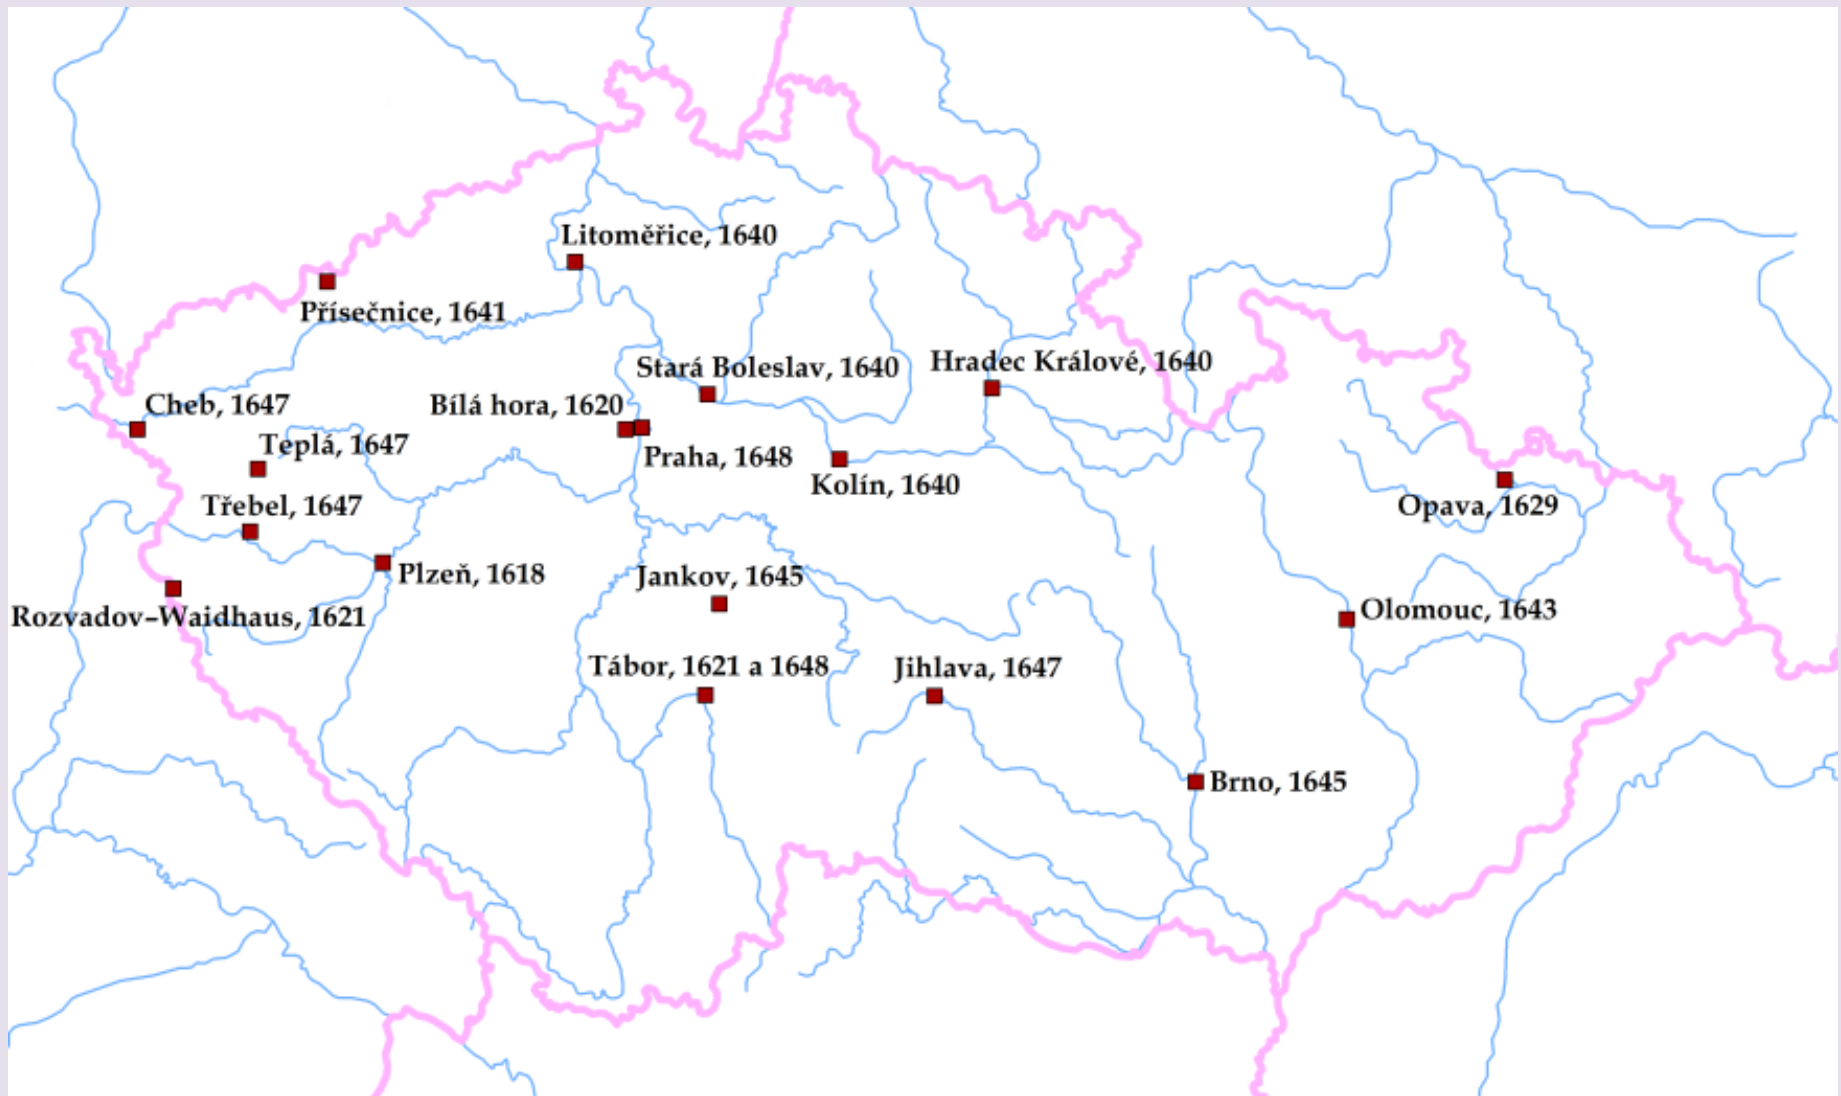 Litoměřice, 1640
Přísečnice, 1641
Stará Boleslav, 1640
Hradec Králové, 1640
Cheb, 1647
Bílá hora, 1620
Teplá, 1647
Praha, 1648
Kolín, 1640
Třebel, 1647
Opava, 1629
Plzeň, 1618
Jankov, 1645
Rozvadov–Waidhaus, 1621
Olomouc, 1643
Tábor, 1621 a 1648
Jihlava, 1647
Brno, 1645